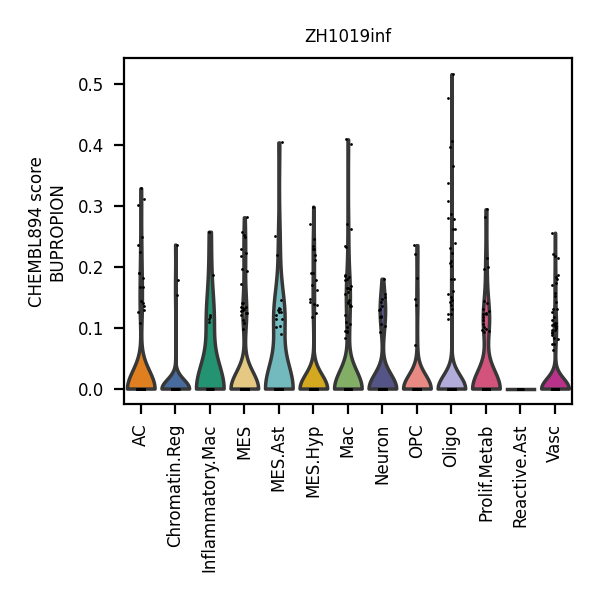 ZH1019inf
CHEMBL894 score
BUPROPION
0.5
0.4
0.3
0.2
0.1
0.0
AC
Chromatin.Reg
Inflammatory.Mac
MES
MES.Ast
MES.Hyp
Mac
Neuron
OPC
Oligo
Prolif.Metab
Reactive.Ast
Vasc